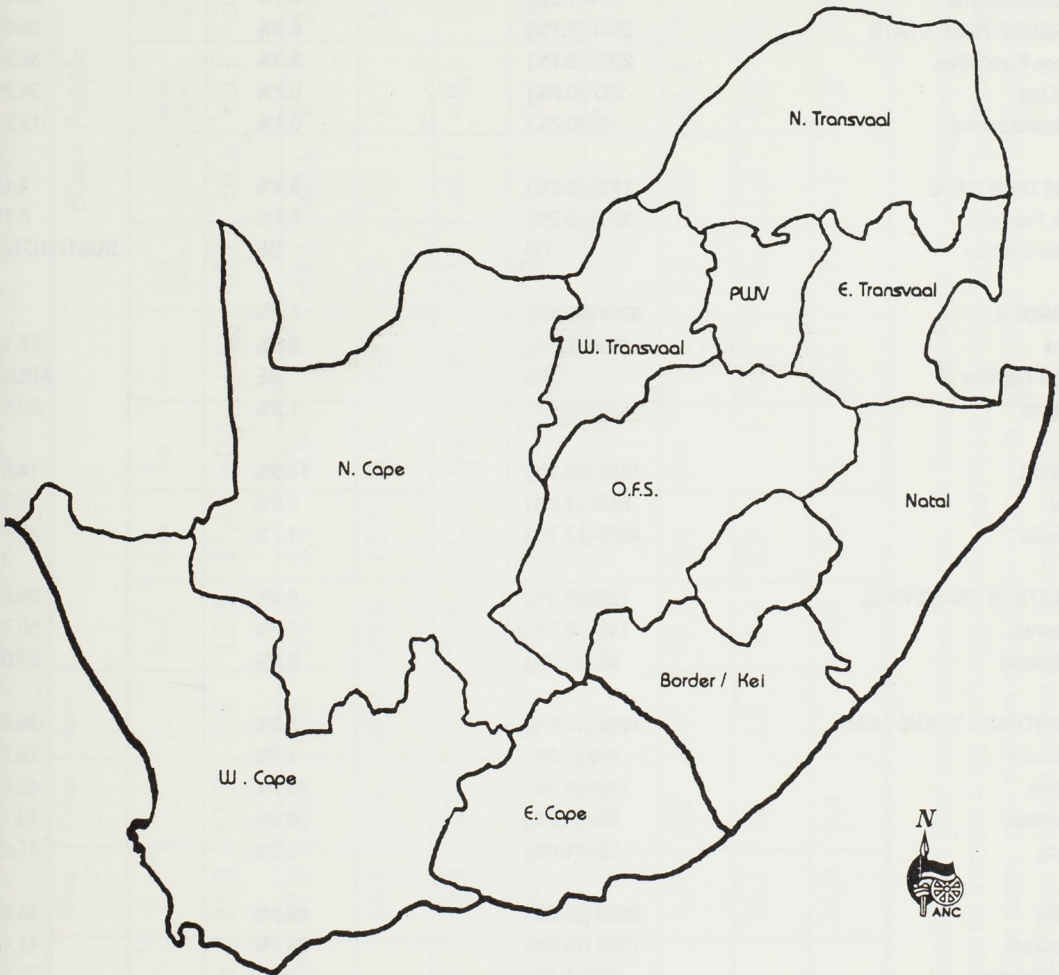 N. Transvaal
PWV
E. Transvaal
W. Transvaal
N. Cape
O.F.S.
Natal
Border / Kei
W. Cape
E. Cape
N
ANC